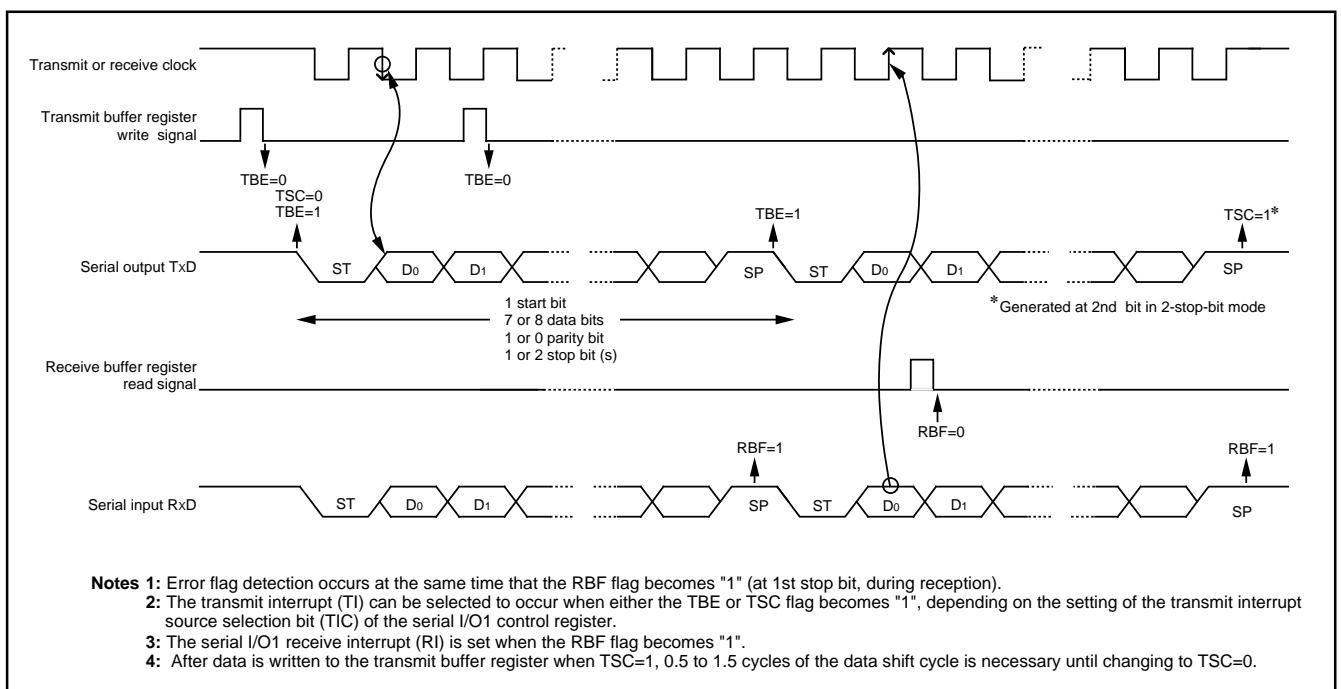 Transmit or receive clock
Transmit buffer register
write signal
TBE=0
TSC=0
TBE=1
TBE=0
TBE=1
TSC=1*
Serial output TxD
ST
D0
D1
SP
ST
D0
D1
SP
1 start bit
7 or 8 data bits
1 or 0 parity bit
1 or 2 stop bit (s)
*Generated at 2nd bit in 2-stop-bit mode
Receive buffer register
read signal
RBF=0
RBF=1
RBF=1
Serial input RxD
ST
D0
D1
SP
ST
D0
D1
SP
Notes 1: Error flag detection occurs at the same time that the RBF flag becomes "1" (at 1st stop bit, during reception).
2: The transmit interrupt (TI) can be selected to occur when either the TBE or TSC flag becomes "1", depending on the setting of the transmit interrupt
source selection bit (TIC) of the serial I/O1 control register.
3: The serial I/O1 receive interrupt (RI) is set when the RBF flag becomes "1".
4: After data is written to the transmit buffer register when TSC=1, 0.5 to 1.5 cycles of the data shift cycle is necessary until changing to TSC=0.